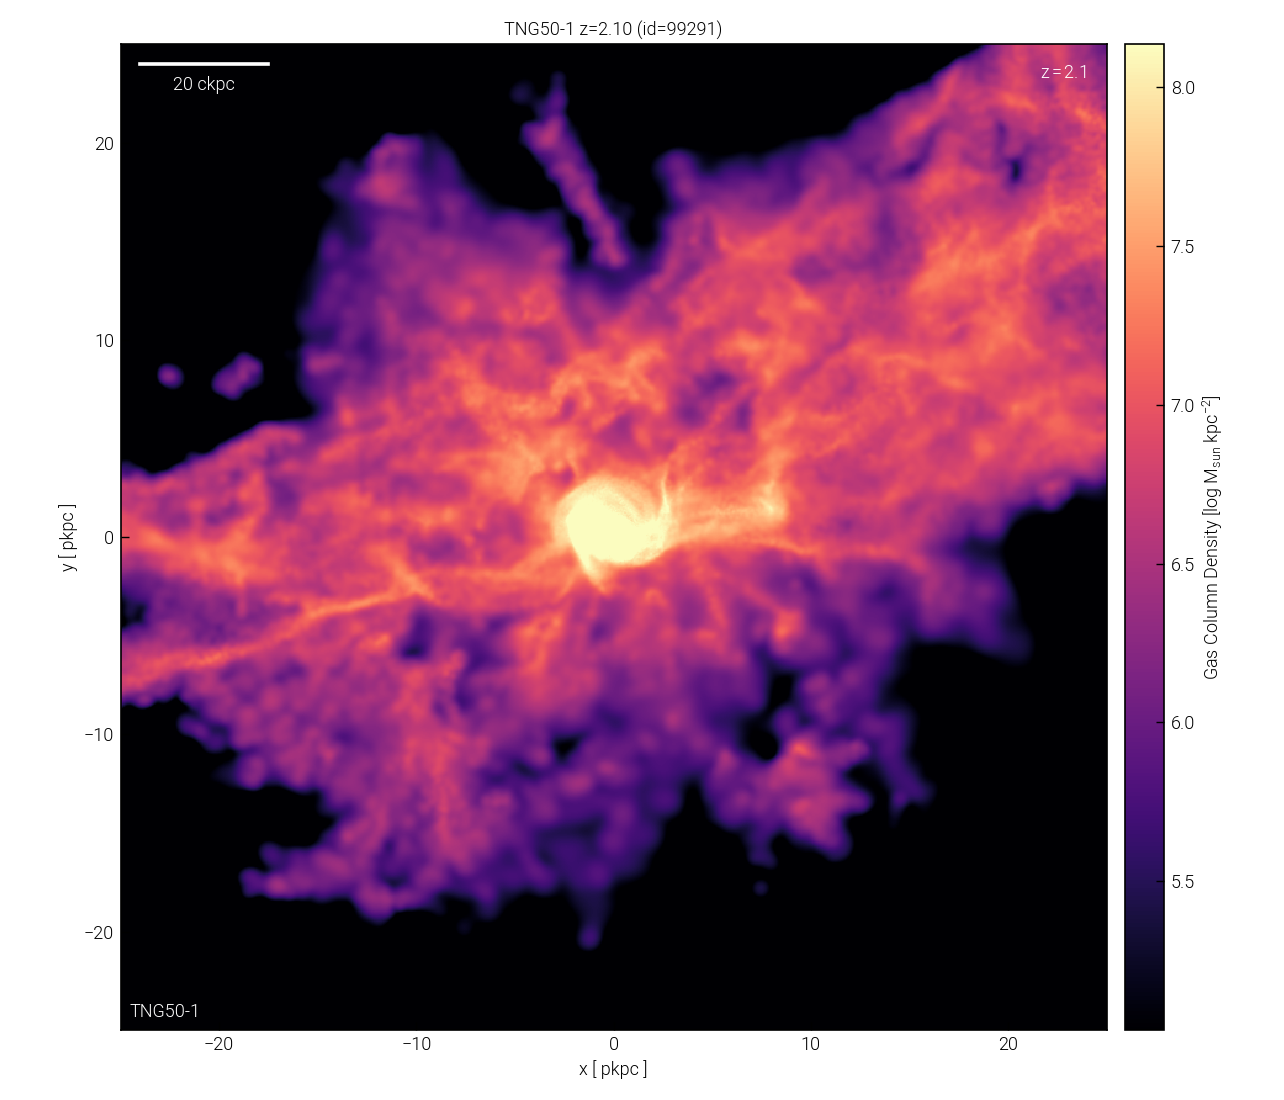 TNG50-1 z=2.10 (id=99291)
20 ckpc
z=2.1
TNG50-1
y [ pkpc ]
20
10
0
−10
−20
−20
−10
0
10
20
x [ pkpc ]
8.0
7.5
7.0
6.5
6.0
5.5
Gas Column Density [log M_sun kpc^−2]